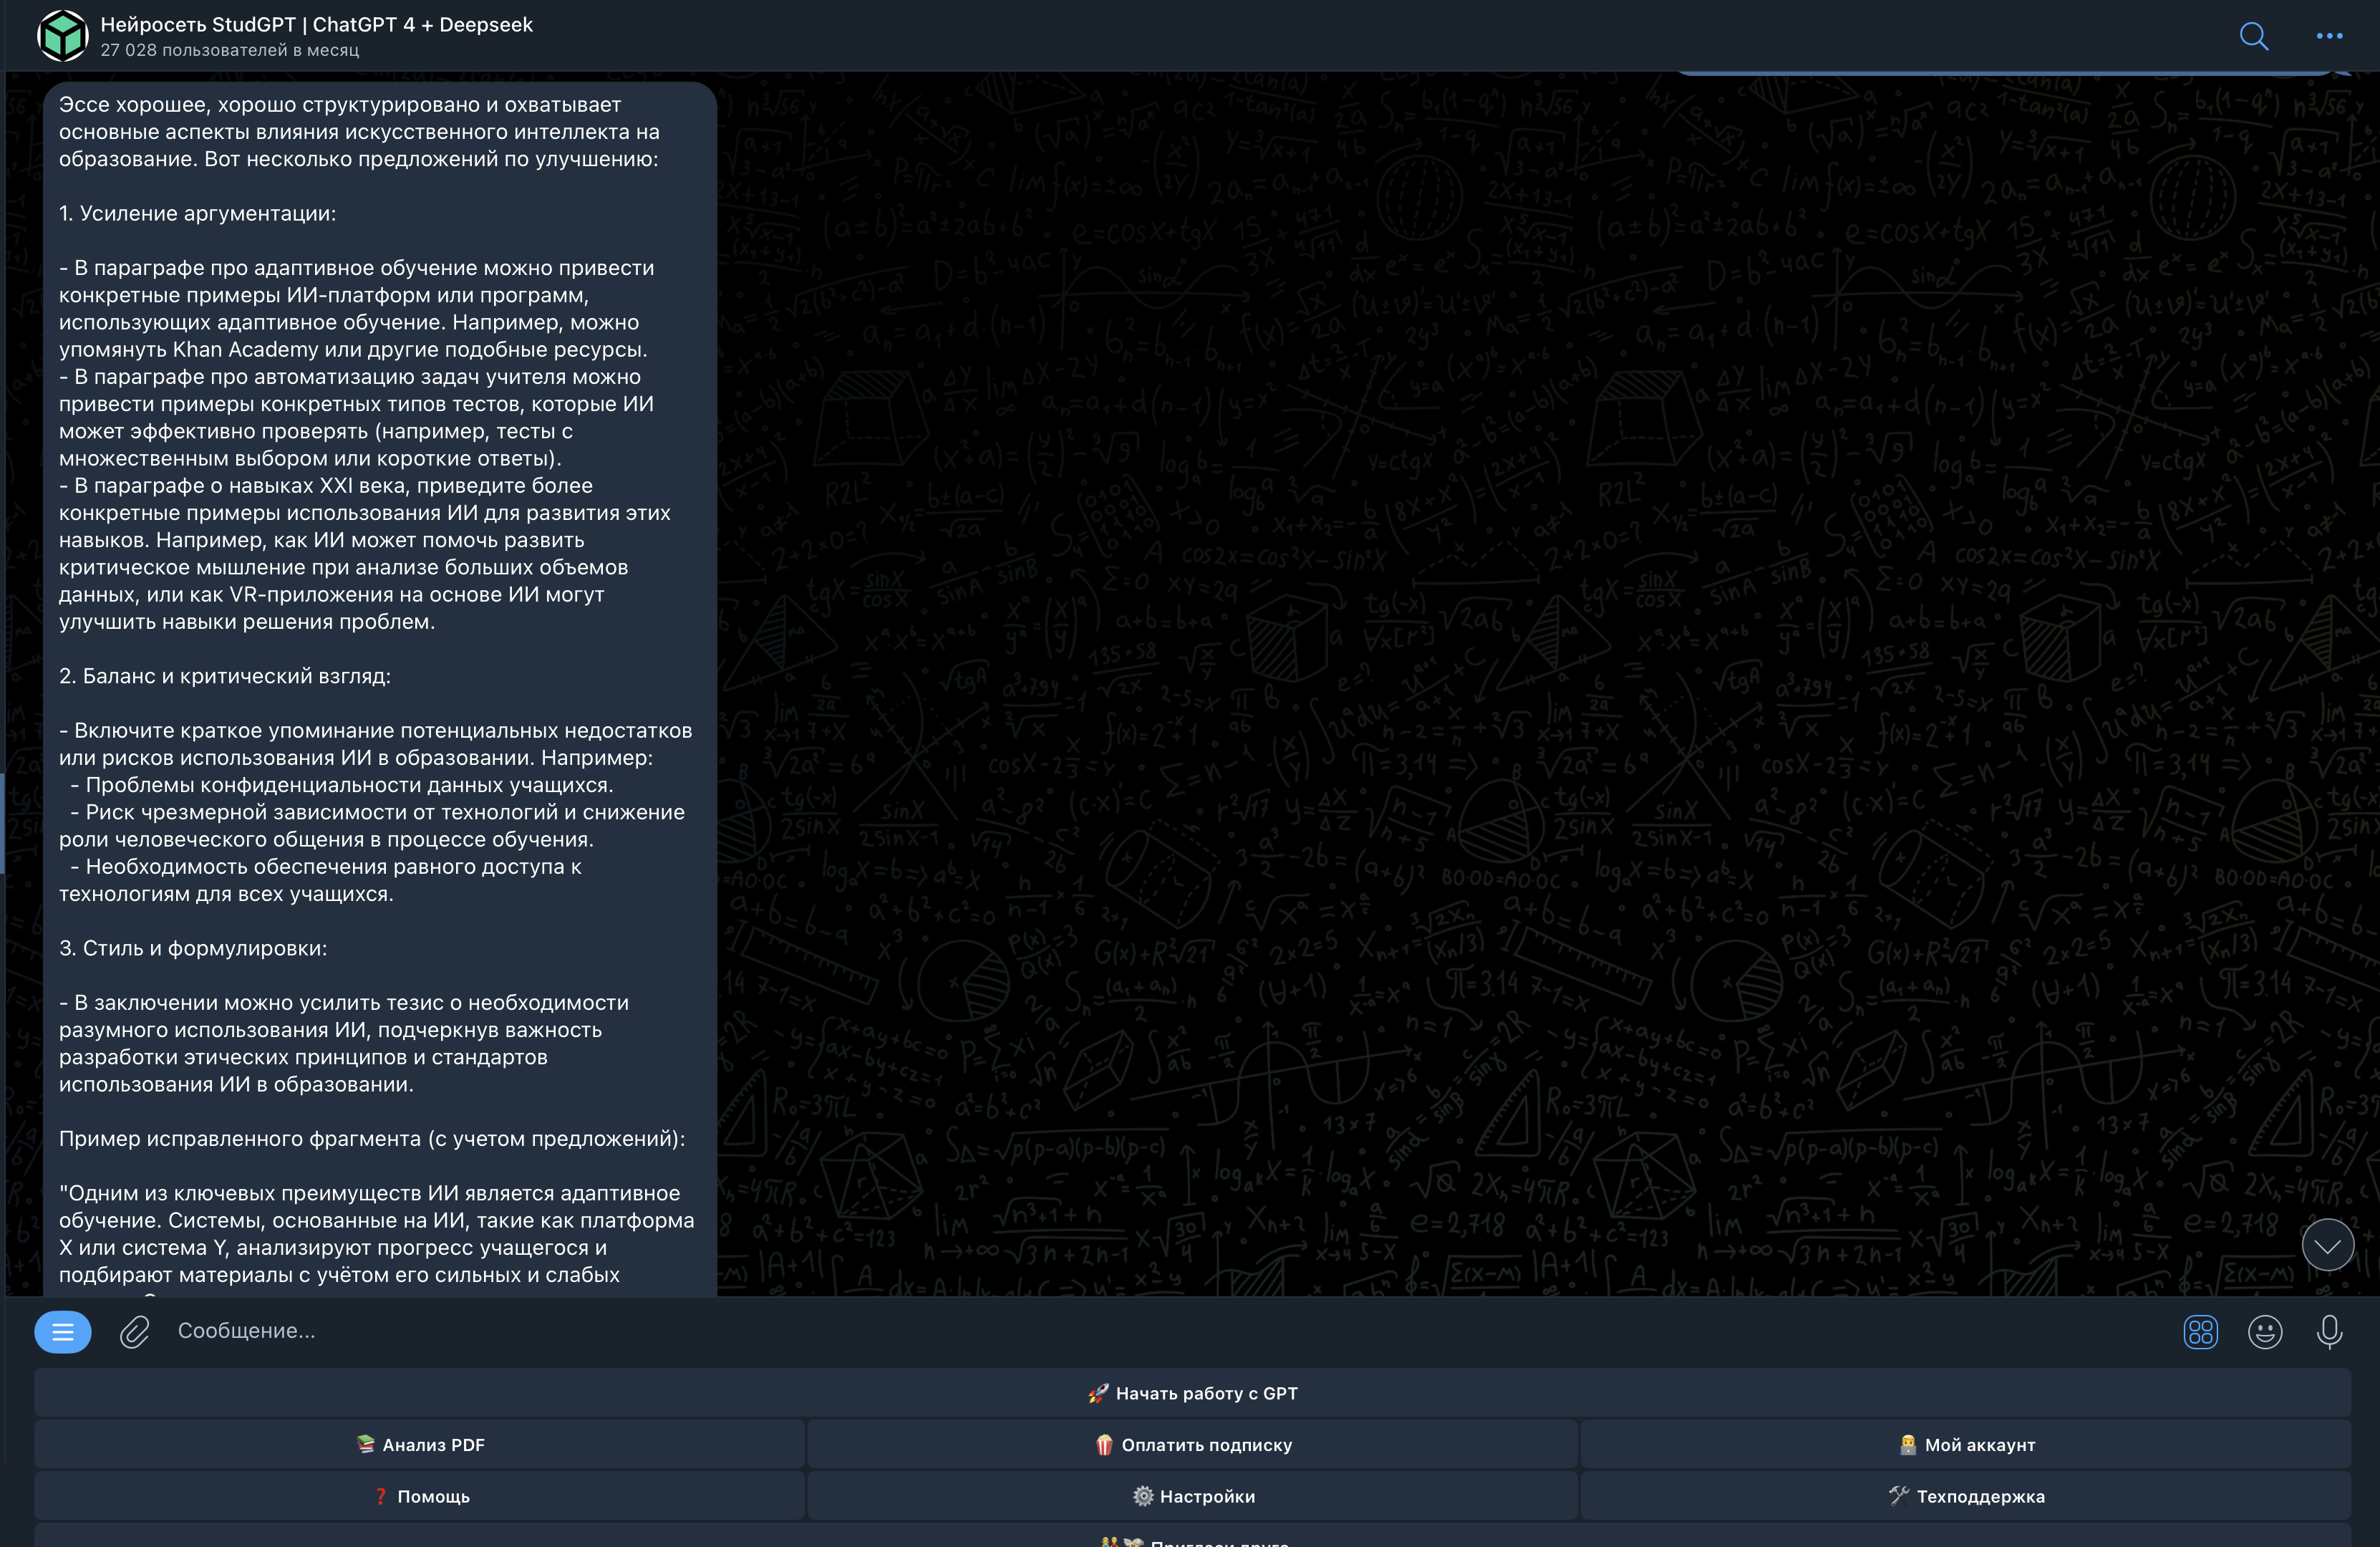 Нейросеть StudGPT | ChatGPT 4 + Deepseek
27 028 пользователей в месяц
Эссе хорошее, хорошо структурировано и охватывает
основные аспекты влияния искусственного интеллекта на
образование. Вот несколько предложений по улучшению:
1. Усиление аргументации:
- В параграфе про адаптивное обучение можно привести
конкретные примеры ИИ-платформ или программ,
использующих адаптивное обучение. Например, можно
упомянуть Khan Academy или другие подобные ресурсы.
- В параграфе про автоматизацию задач учителя можно
привести примеры конкретных типов тестов, которые ИИ
может эффективно проверять (например, тесты с
множественным выбором или короткие ответы).
- В параграфе о навыках XXI века, приведите более
конкретные примеры использования ИИ для развития этих
навыков. Например, как ИИ может помочь развить
критическое мышление при анализе больших объемов
данных, или как VR-приложения на основе ИИ могут
улучшить навыки решения проблем.
2. Баланс и критический взгляд:
- Включите краткое упоминание потенциальных недостатков
или рисков использования ИИ в образовании. Например:
- Проблемы конфиденциальности данных учащихся.
- Риск чрезмерной зависимости от технологий и снижение
роли человеческого общения в процессе обучения.
- Необходимость обеспечения равного доступа к
технологиям для всех учащихся.
3. Стиль и формулировки:
- В заключении можно усилить тезис о необходимости
разумного использования ИИ, подчеркнув важность
разработки этических принципов и стандартов
использования ИИ в образовании.
Пример исправленного фрагмента (с учетом предложений):
"Одним из ключевых преимуществ ИИ является адаптивное
обучение. Системы, основанные на ИИ, такие как платформа
X или система Y, анализируют прогресс учащегося и
подбирают материалы с учётом его сильных и слабых
Сообщение...
Начать работу с GPT
Анализ PDF
Оплатить подписку
Мой аккаунт
Помощь
Настройки
Техподдержка